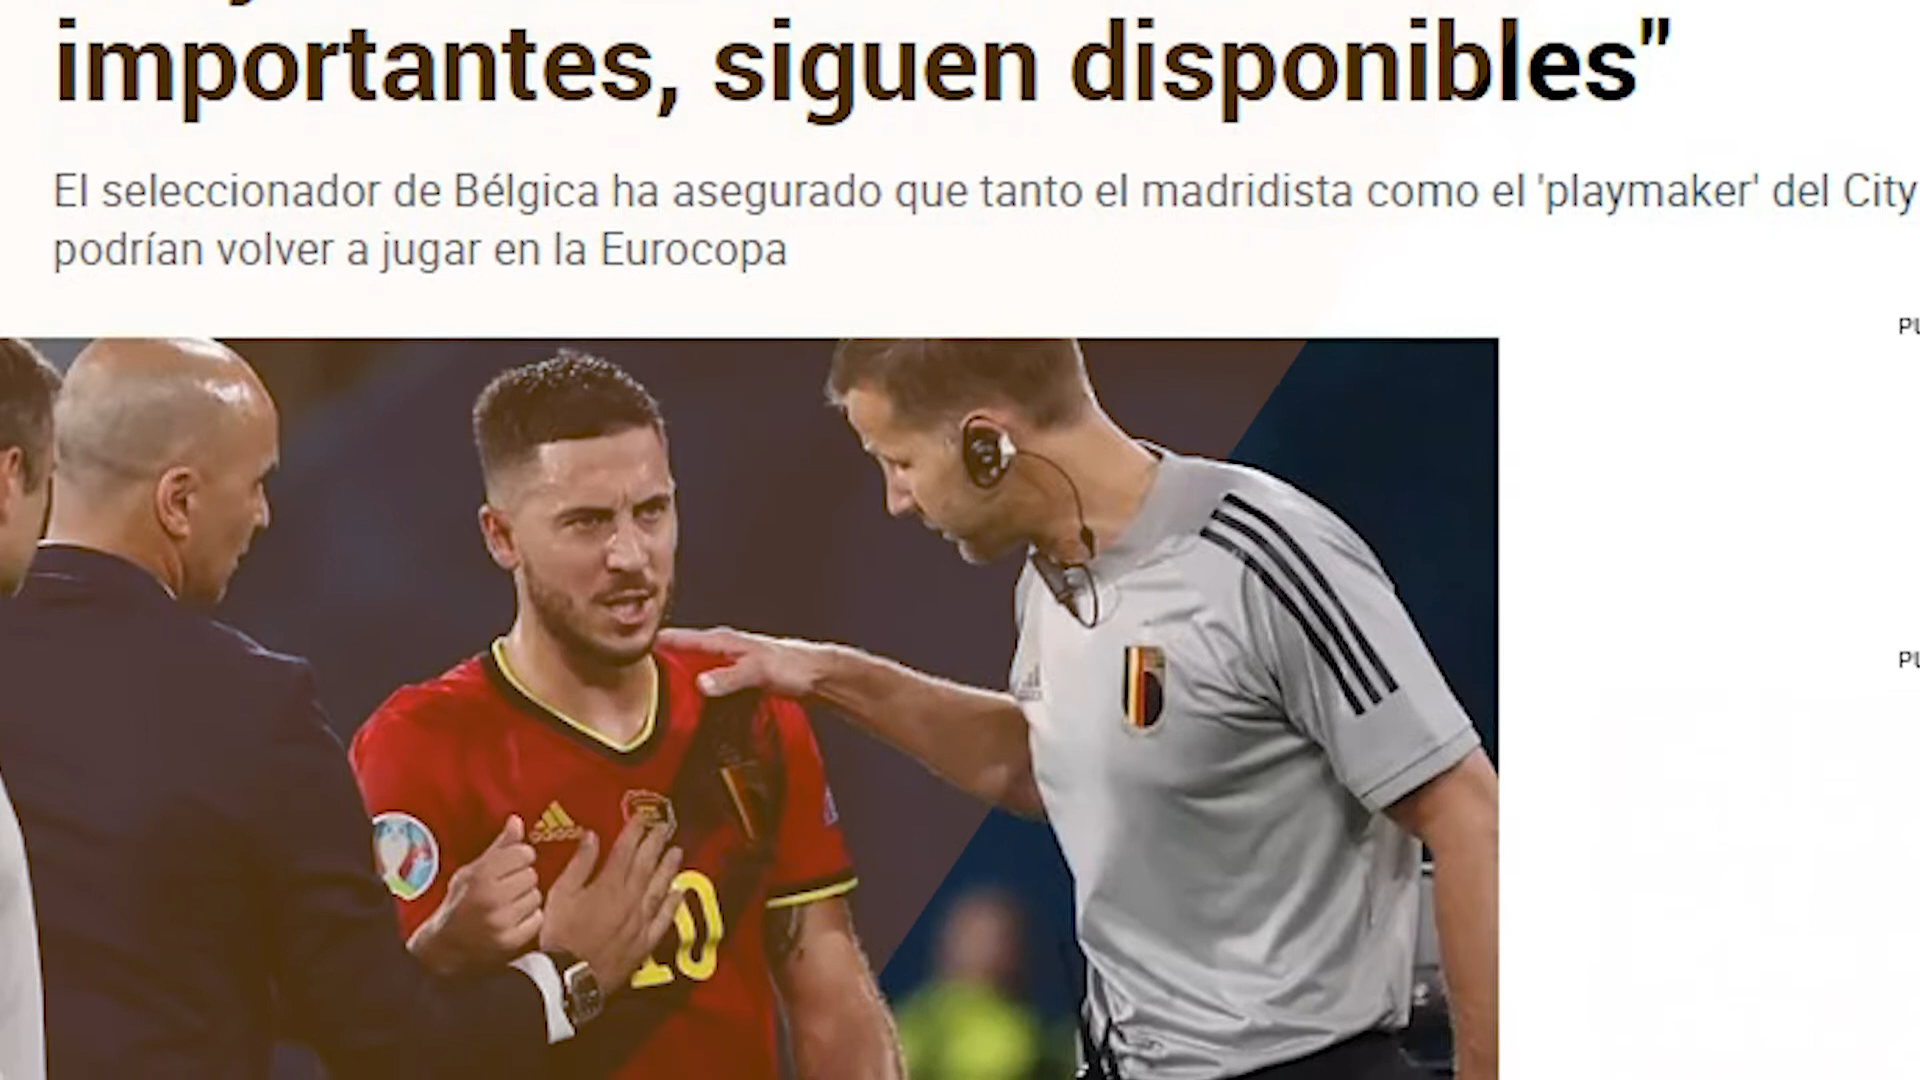 importantes, siguen disponibles"
El seleccionador de Bélgica ha asegurado que tanto el madridista como el 'playmaker' del City
podrían volver a jugar en la Eurocopa
10